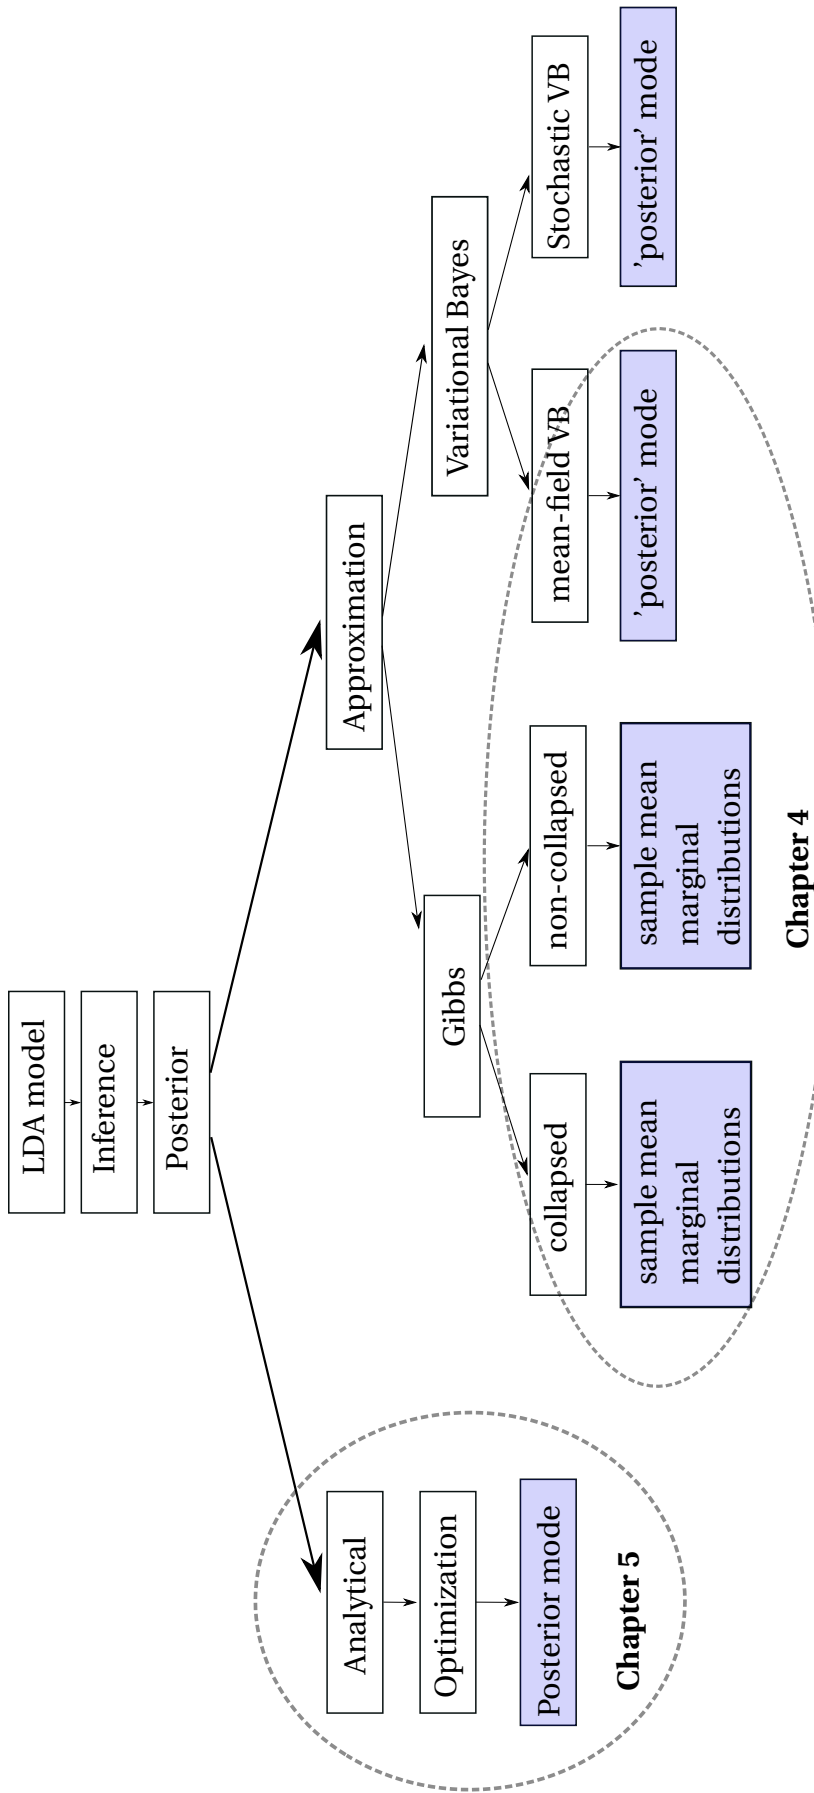 LDA model
Inference
Posterior
Analytical
Approximation
Optimization
Gibbs
Variational Bayes
Posterior mode
collapsed
non-collapsed
mean-field VB
Stochastic VB
sample mean
marginal
distributions
sample mean
marginal
distributions
'posterior' mode
'posterior' mode
Chapter 5
Chapter 4